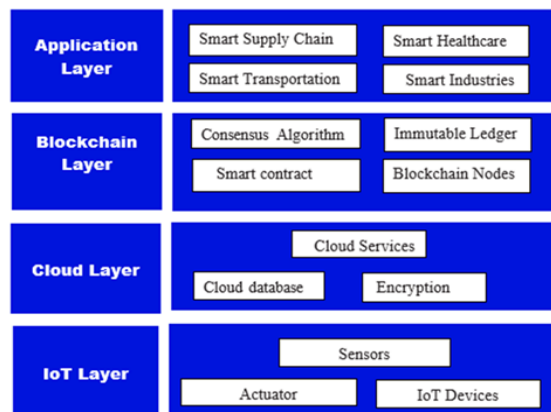 Application
Layer
Smart Supply Chain
Smart Healthcare
Smart Transportation
Smart Industries
Blockchain
Layer
Consensus Algorithm
Immutable Ledger
Smart contract
Blockchain Nodes
Cloud Layer
Cloud Services
Cloud database
Encryption
IoT Layer
Sensors
Actuator
IoT Devices